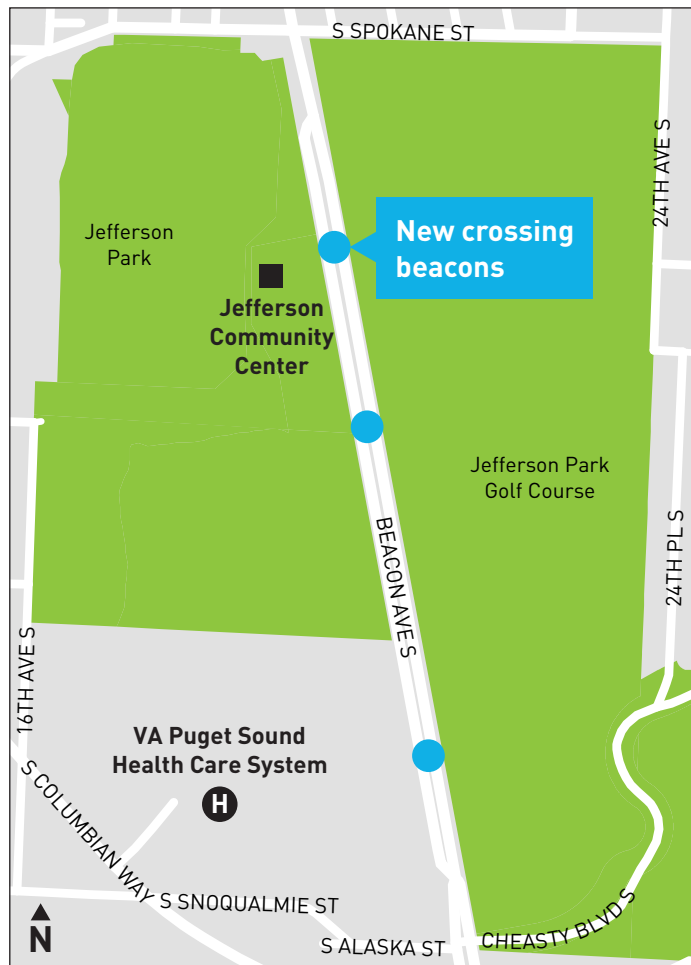 S SPOKANE ST
24TH AVE S
New crossing
beacons
Jefferson
Park
Jefferson
Community
Center
Jefferson Park
Golf Course
BEACON AVE S
24TH PL S
16TH AVE S
VA Puget Sound
Health Care System
H
S COLUMBIAN WAY
S SNOQUALMIE ST
S ALASKA ST
CHEASTY BLVD S
N